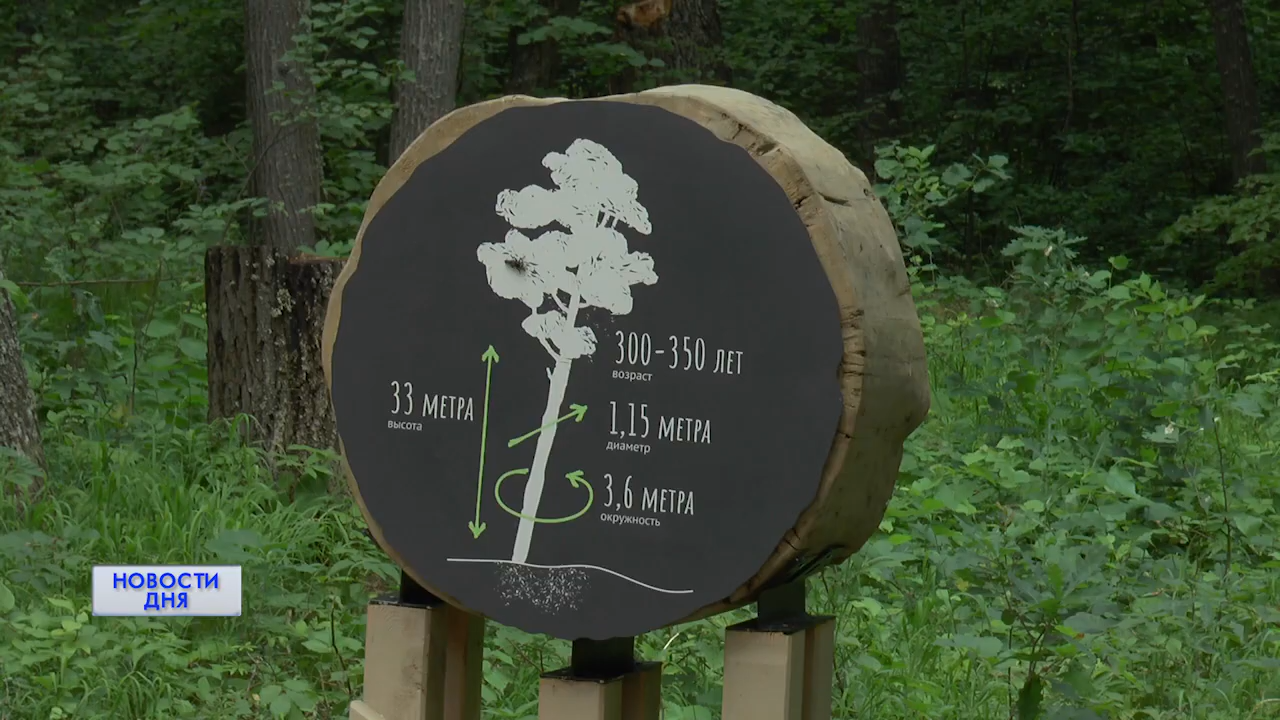 300-350 лет
возраст
33 метра
высота
1,15 метра
диаметр
3,6 метра
окружность
НОВОСТИ
ДНЯ